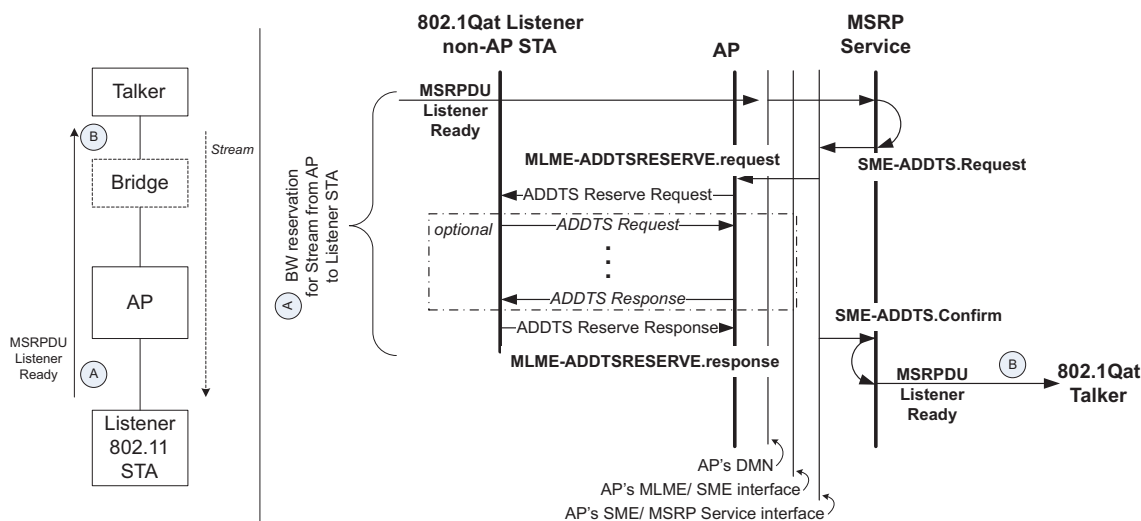 Talker
B
Stream
Bridge
AP
MSRPDU
Listener
Ready
A
Listener
802.11
STA
A
BW reservation
for Stream from AP
to Listener STA
802.1Qat Listener
non-AP STA
AP
MSRP
Service
MSRPDU
Listener
Ready
MLME-ADDTSRESERVE.request
SME-ADDTS.Request
ADDTS Reserve Request
optional
ADDTS Request
ADDTS Response
SME-ADDTS.Confirm
ADDTS Reserve Response
MLME-ADDTSRESERVE.response
MSRPDU
Listener
Ready
B
802.1Qat
Talker
AP's DMN
AP's MLME/ SME interface
AP's SME/ MSRP Service interface